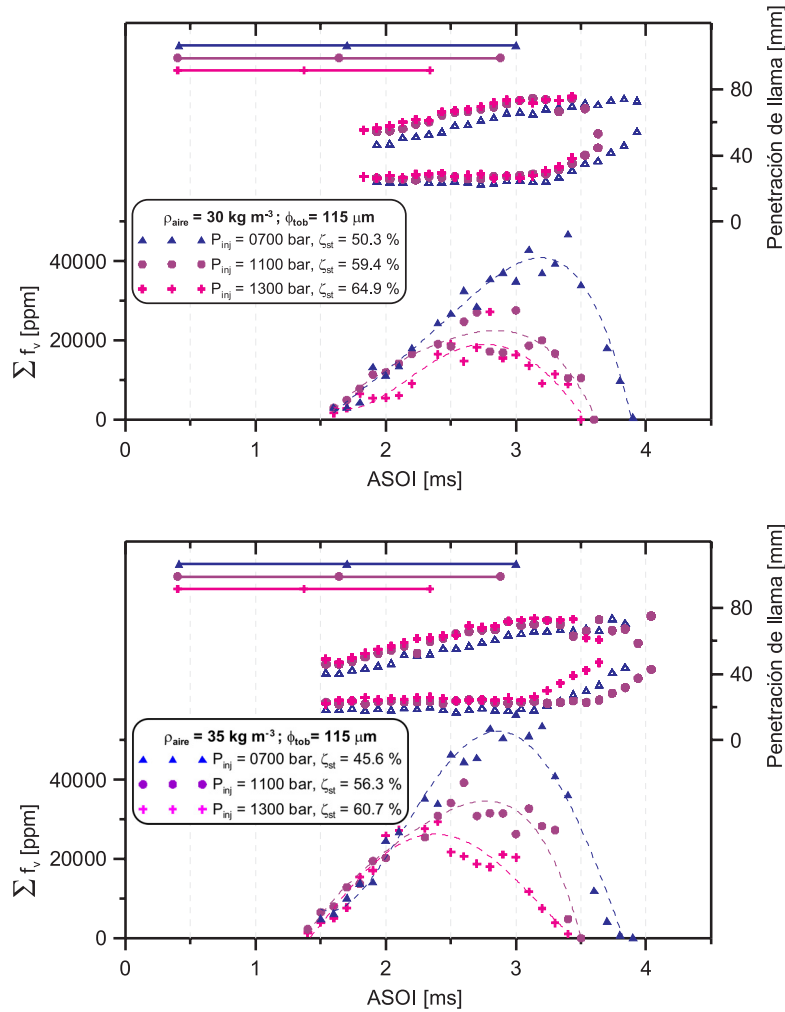 Penetración de llama [mm]
80
40
0
ρaire = 30 kg m-3 ; ϕtob= 115 µm
Pinj = 0700 bar, ζst = 50.3 %
Pinj = 1100 bar, ζst = 59.4 %
Pinj = 1300 bar, ζst = 64.9 %
∑ fv [ppm]
40000
20000
0
0 1 2 3 4
ASOI [ms]
Penetración de llama [mm]
80
40
0
ρaire = 35 kg m-3 ; ϕtob= 115 µm
Pinj = 0700 bar, ζst = 45.6 %
Pinj = 1100 bar, ζst = 56.3 %
Pinj = 1300 bar, ζst = 60.7 %
∑ fv [ppm]
40000
20000
0
0 1 2 3 4
ASOI [ms]